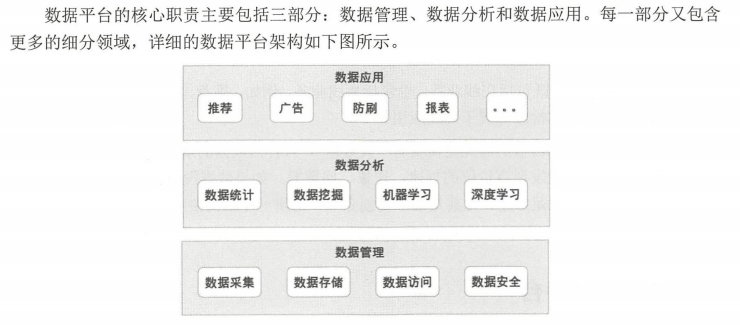 数据平台的核心职责主要包括三部分：数据管理、数据分析和数据应用。每一部分又包含
更多的细分领域，详细的数据平台架构如下图所示。
数据应用
推荐 广告 防刷 报表 ...
数据分析
数据统计 数据挖掘 机器学习 深度学习
数据管理
数据采集 数据存储 数据访问 数据安全